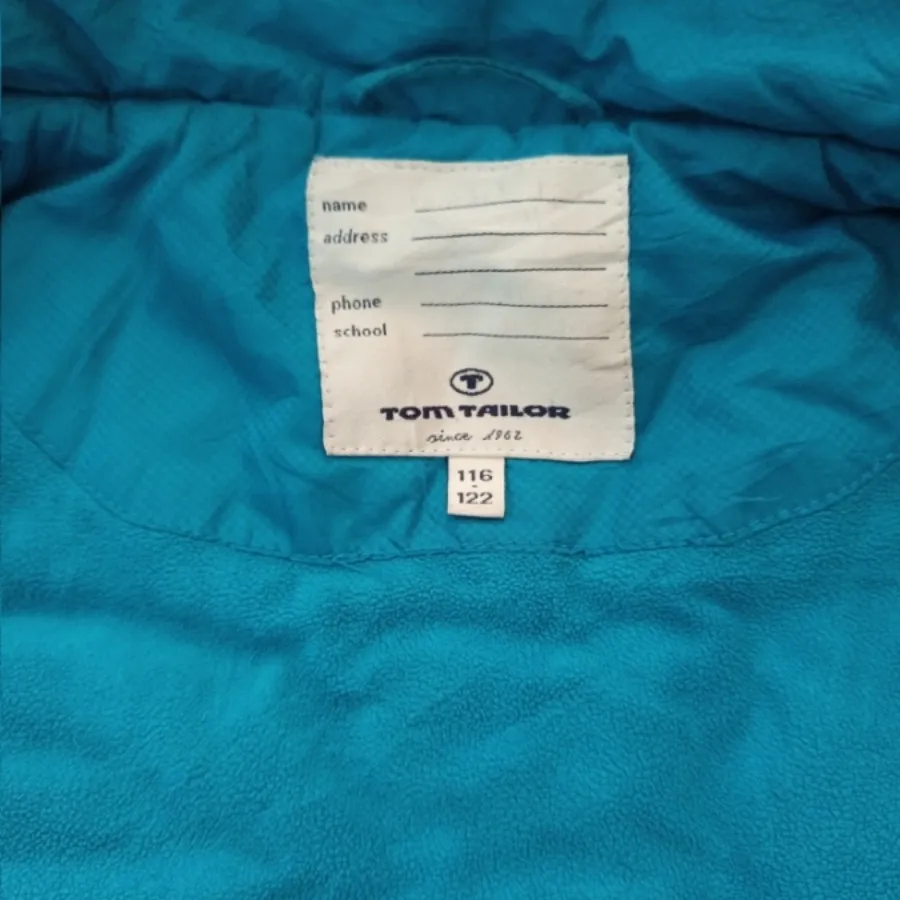 name
address
phone
school
T
TOM TAILOR
since 1962
116
-
122